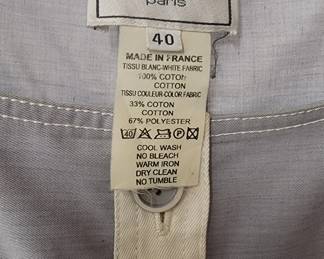 paris
40
MADE IN FRANCE
TISSU BLANC-WHITE FABRIC
100% COTON
COTTON
TISSU COULEUR-COLOR FABRIC
33% COTON
COTTON
67% POLYESTER
40 A P
COOL WASH
NO BLEACH
WARM IRON
DRY CLEAN
NO TUMBLE